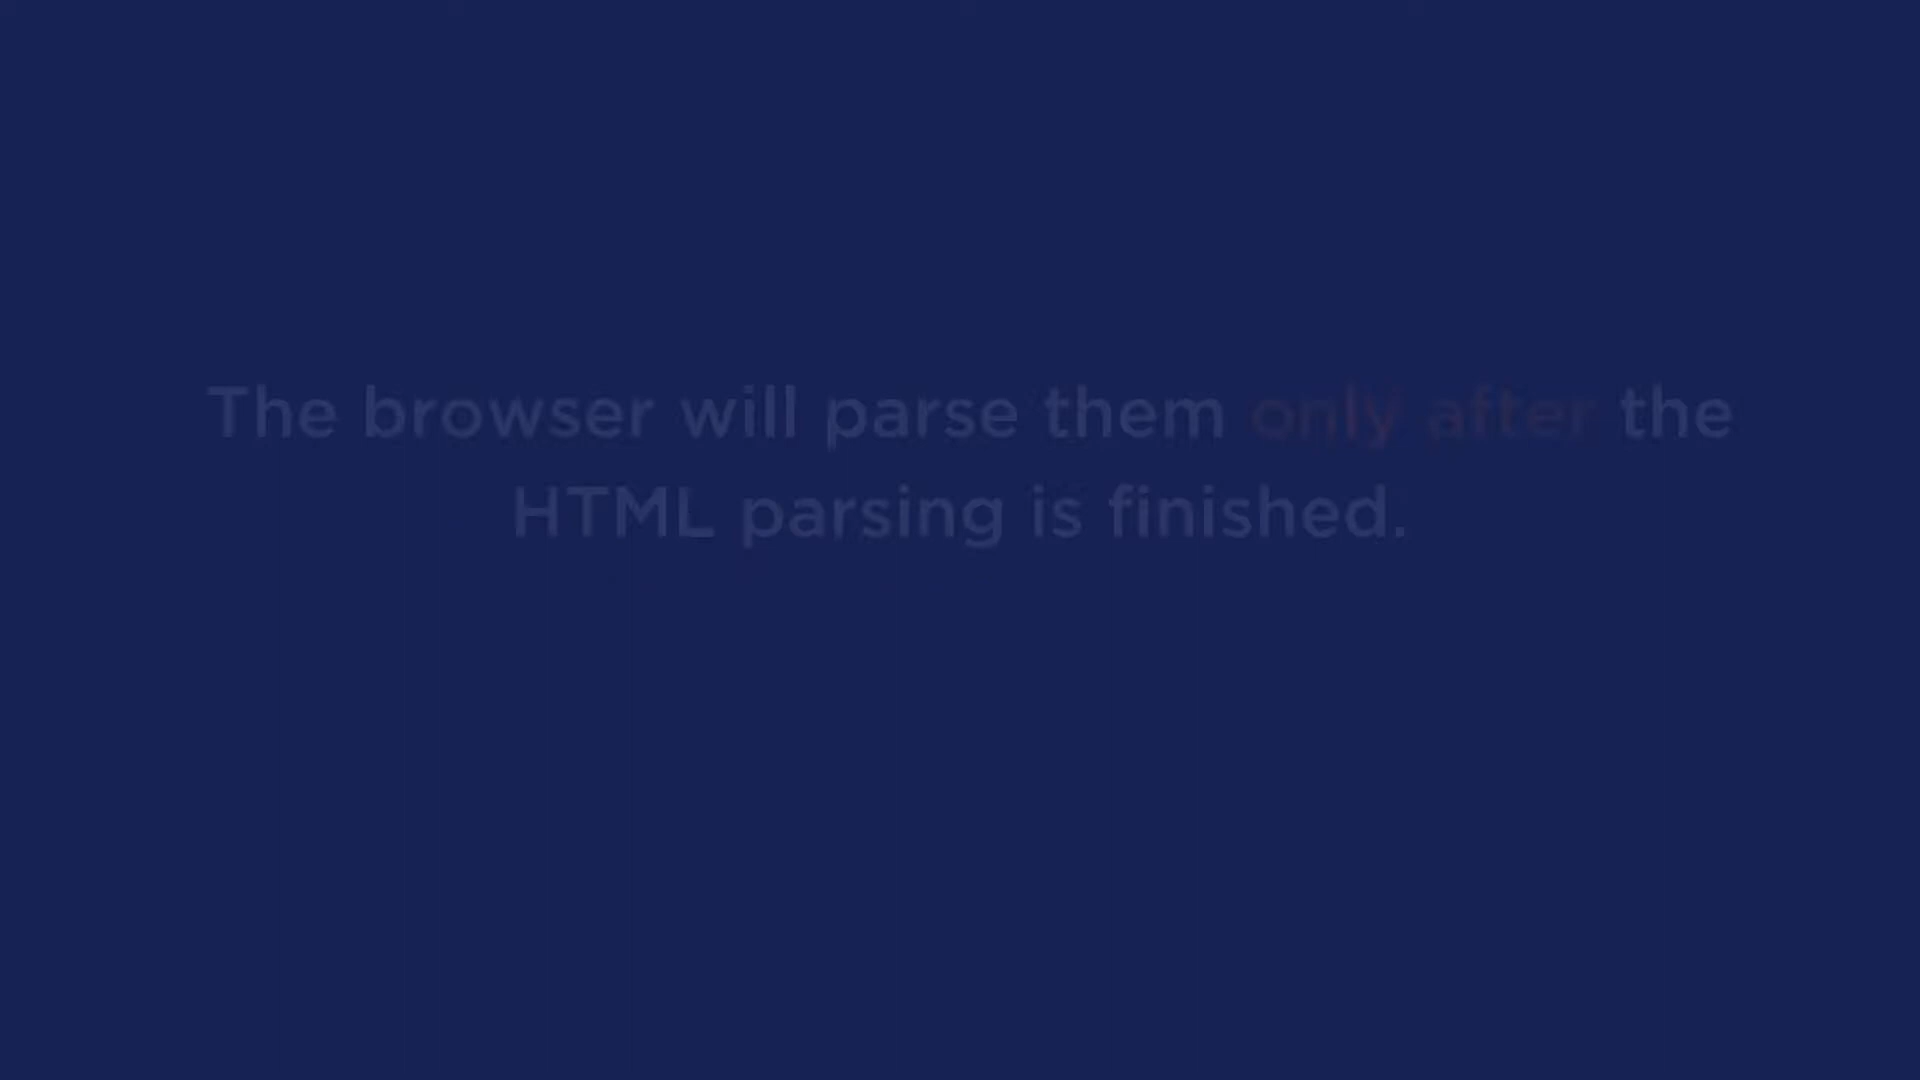 The browser will parse them only after the
HTML parsing is finished.